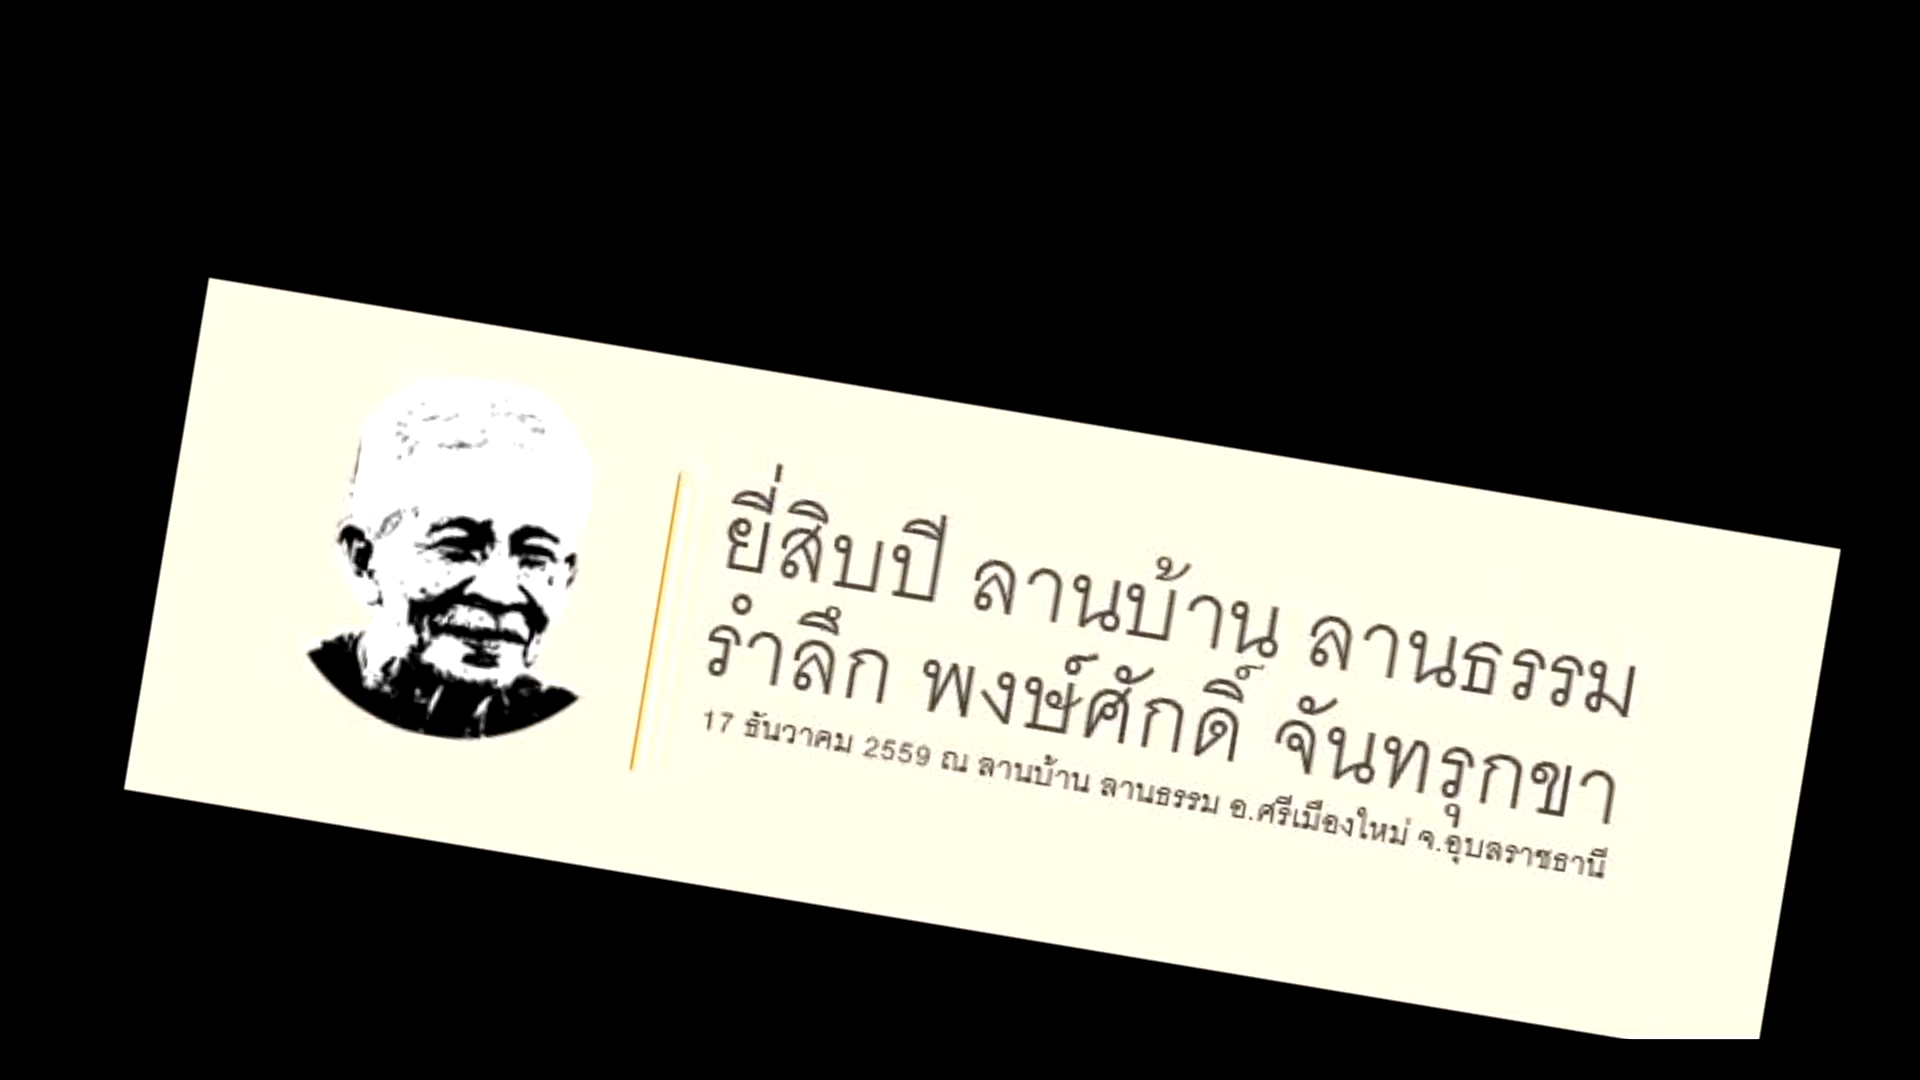 ยี่สิบปี ลานบ้าน ลานธรรม
รำลึก พงษ์ศักดิ์ จันทรุกขา
17 ธันวาคม 2559 ณ ลานบ้าน ลานธรรม อ.ศรีเมืองใหม่ จ.อุบลราชธานี